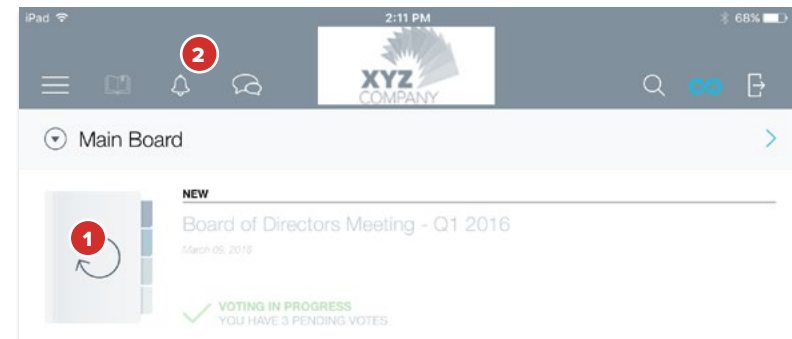 iPad 2:11 PM 68%
2
XYZ
COMPANY
Main Board
NEW
Board of Directors Meeting - Q1 2016
March 09, 2016
1
VOTING IN PROGRESS
YOU HAVE 3 PENDING VOTES